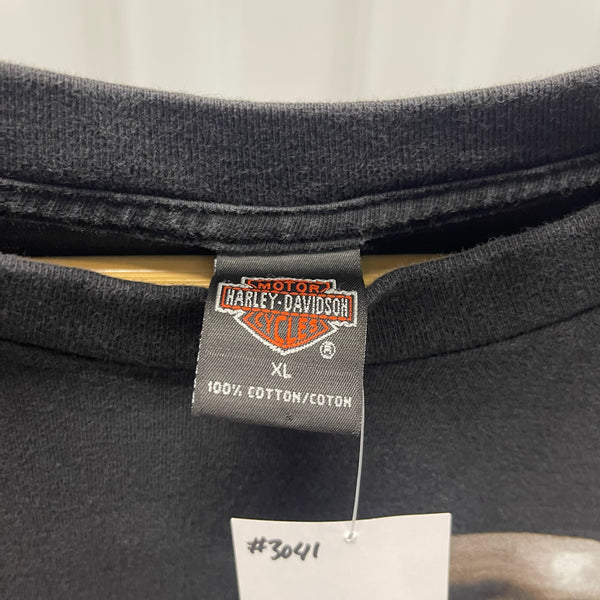 MOTOR
HARLEY-DAVIDSON
CYCLES
®
XL
100% COTTON/COTON
#3041